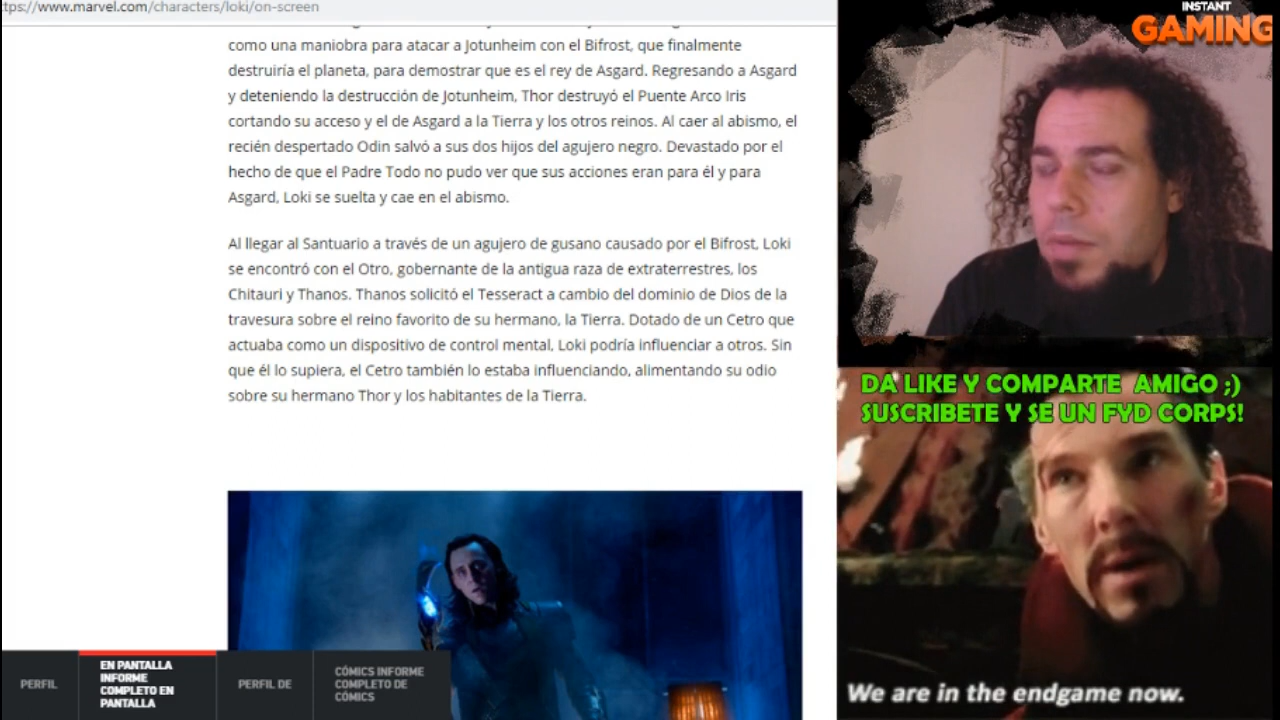 tps://www.marvel.com/characters/loki/on-screen
como una maniobra para atacar a Jotunheim con el Bifrost, que finalmente
destruiría el planeta, para demostrar que es el rey de Asgard. Regresando a Asgard
y deteniendo la destrucción de Jotunheim, Thor destruyó el Puente Arco Iris
cortando su acceso y el de Asgard a la Tierra y los otros reinos. Al caer al abismo, el
recién despertado Odin salvó a sus dos hijos del agujero negro. Devastado por el
hecho de que el Padre Todo no pudo ver que sus acciones eran para él y para
Asgard, Loki se suelta y cae en el abismo.
Al llegar al Santuario a través de un agujero de gusano causado por el Bifrost, Loki
se encontró con el Otro, gobernante de la antigua raza de extraterrestres, los
Chitauri y Thanos. Thanos solicitó el Tesseract a cambio del dominio de Dios de la
travesura sobre el reino favorito de su hermano, la Tierra. Dotado de un Cetro que
actuaba como un dispositivo de control mental, Loki podría influenciar a otros. Sin
que él lo supiera, el Cetro también lo estaba influenciando, alimentando su odio
sobre su hermano Thor y los habitantes de la Tierra.
PERFIL
EN PANTALLA
INFORME
COMPLETO EN
PANTALLA
PERFIL DE
CÓMICS INFORME
COMPLETO DE
CÓMICS
INSTANT
GAMING
DA LIKE Y COMPARTE AMIGO ;)
SUSCRIBETE Y SE UN FYD CORPS!
We are in the endgame now.